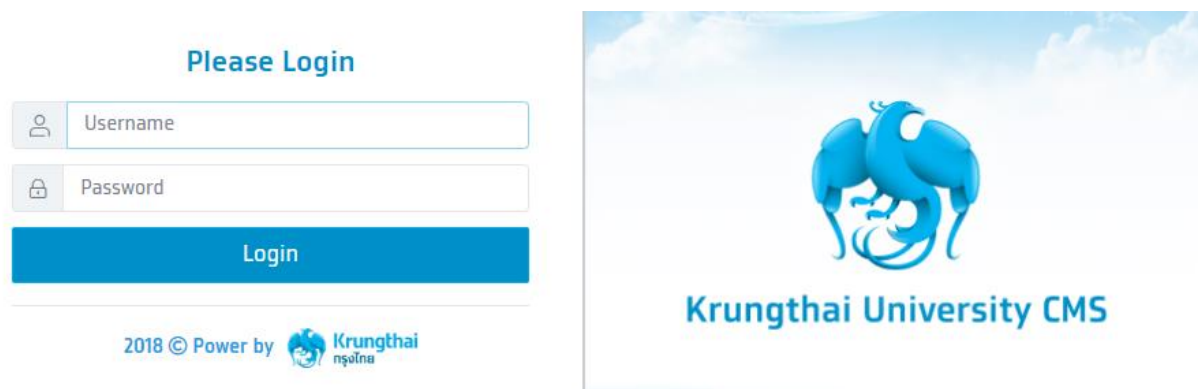 Please Login
Username
Password
Login
2018 © Power by
Krungthai
กรุงไทย
Krungthai University CMS